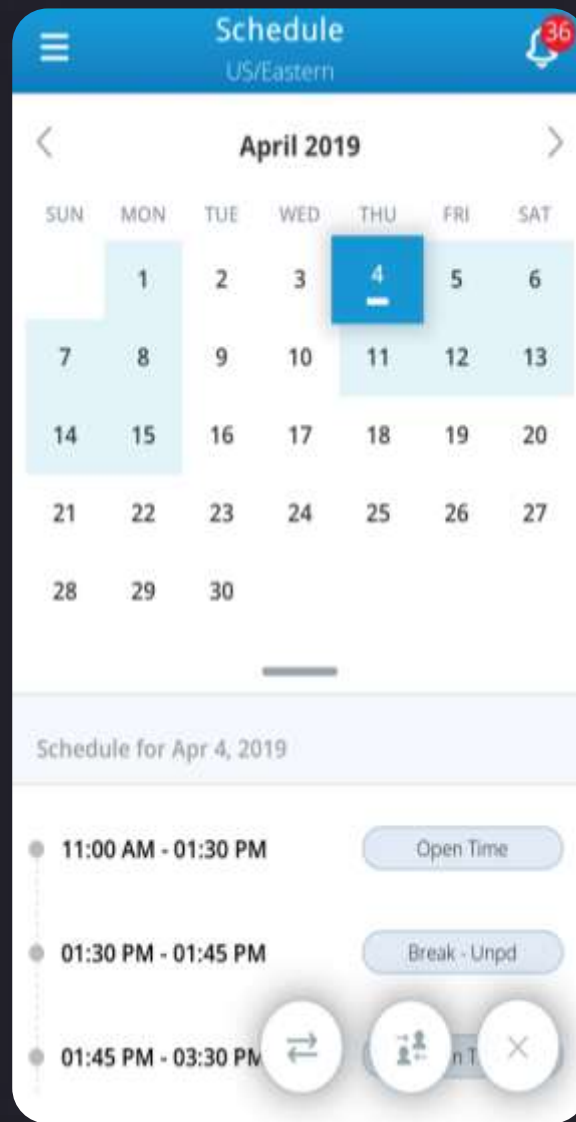 Schedule
36
US/Eastern
April 2019
SUN MON TUE WED THU FRI SAT
1 2 3 4 5 6
7 8 9 10 11 12 13
14 15 16 17 18 19 20
21 22 23 24 25 26 27
28 29 30
Schedule for Apr 4, 2019
11:00 AM - 01:30 PM Open Time
01:30 PM - 01:45 PM Break - Unpd
01:45 PM - 03:30 PM